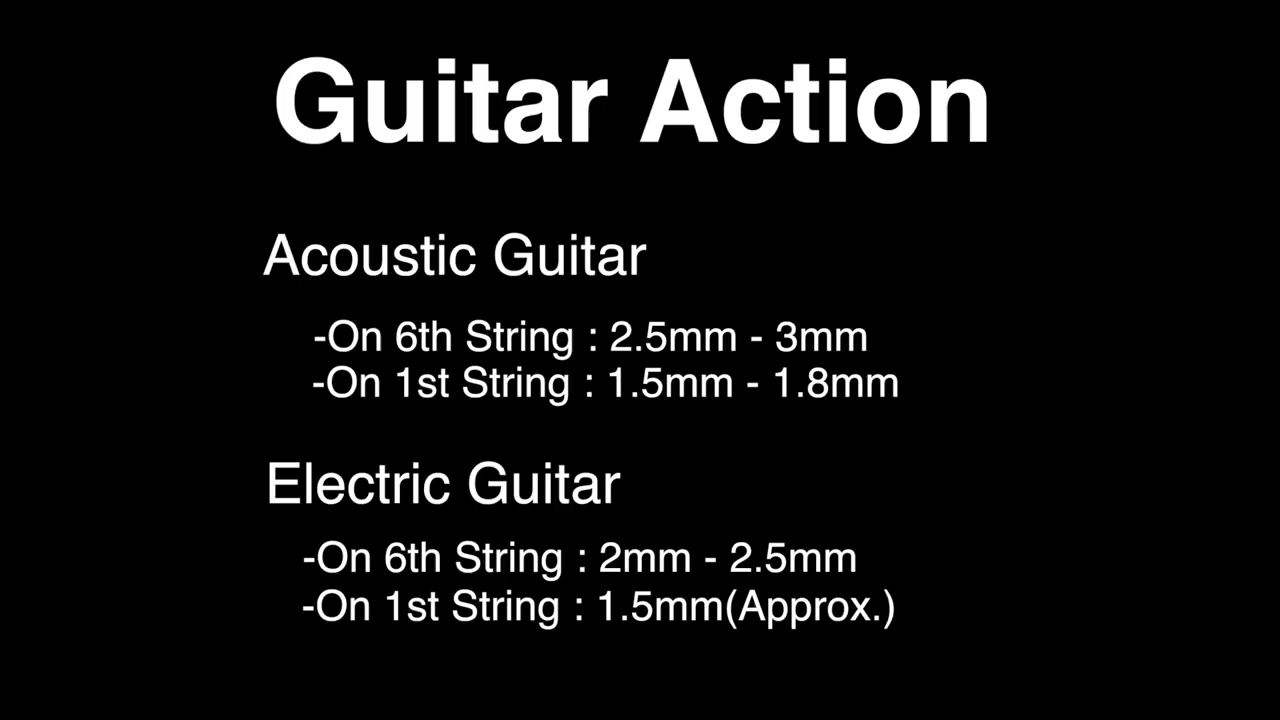 Guitar Action
Acoustic Guitar
-On 6th String : 2.5mm - 3mm
-On 1st String : 1.5mm - 1.8mm
Electric Guitar
-On 6th String : 2mm - 2.5mm
-On 1st String : 1.5mm(Approx.)